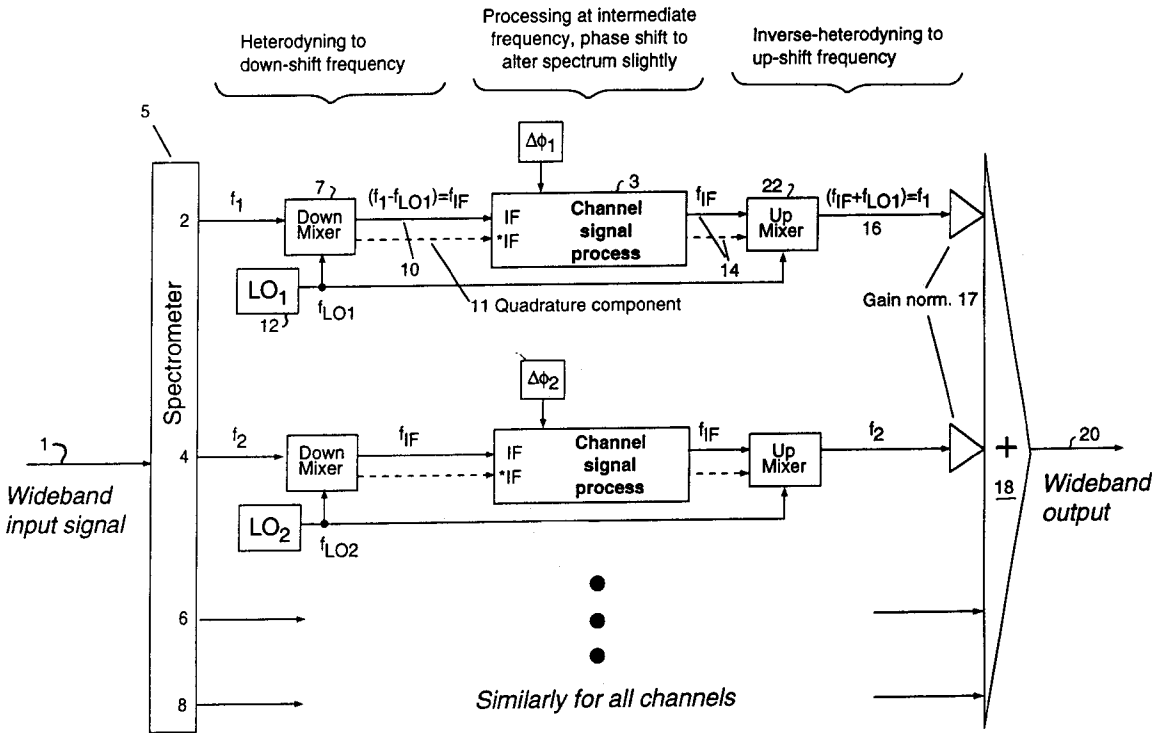 Heterodyning to
down-shift frequency
Processing at intermediate
frequency, phase shift to
alter spectrum slightly
Inverse-heterodyning to
up-shift frequency
5
Spectrometer
Δϕ1
2
f1
7
Down
Mixer
(f1-fLO1)=fIF
10
11 Quadrature component
LO1
12
fLO1
3
IF
*IF
Channel
signal
process
fIF
14
22
Up
Mixer
(fIF+fLO1)=f1
16
Gain norm. 17
Δϕ2
1
Wideband
input signal
4
f2
Down
Mixer
fIF
LO2
fLO2
IF
*IF
Channel
signal
process
fIF
Up
Mixer
f2
+
18
20
Wideband
output
6
8
Similarly for all channels